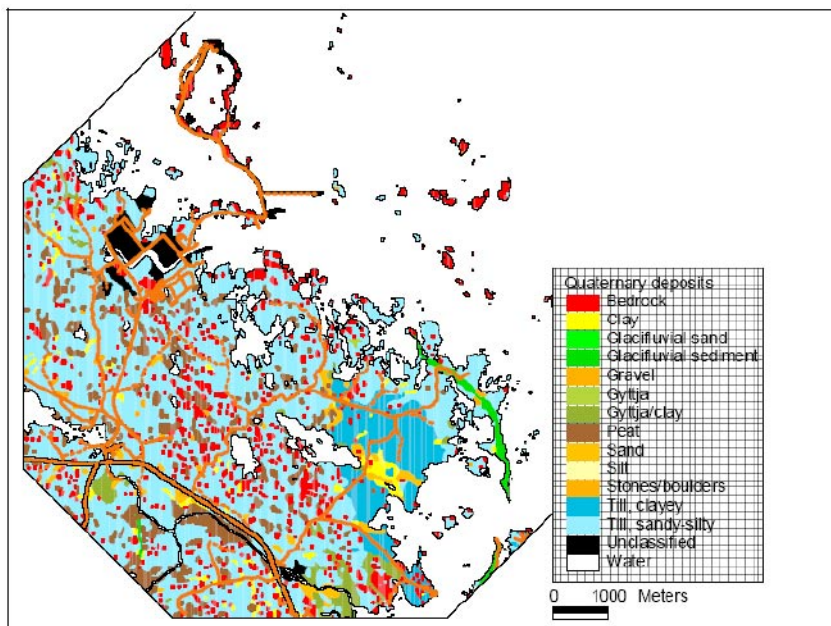 Quaternary deposits
Bedrock
Clay
Glacifluvial sand
Glacifluvial sediment
Gravel
Gyttja
Gyttja/clay
Peat
Sand
Silt
Stones/boulders
Till, clayey
Till, sandy-silty
Unclassified
Water
0 1000 Meters